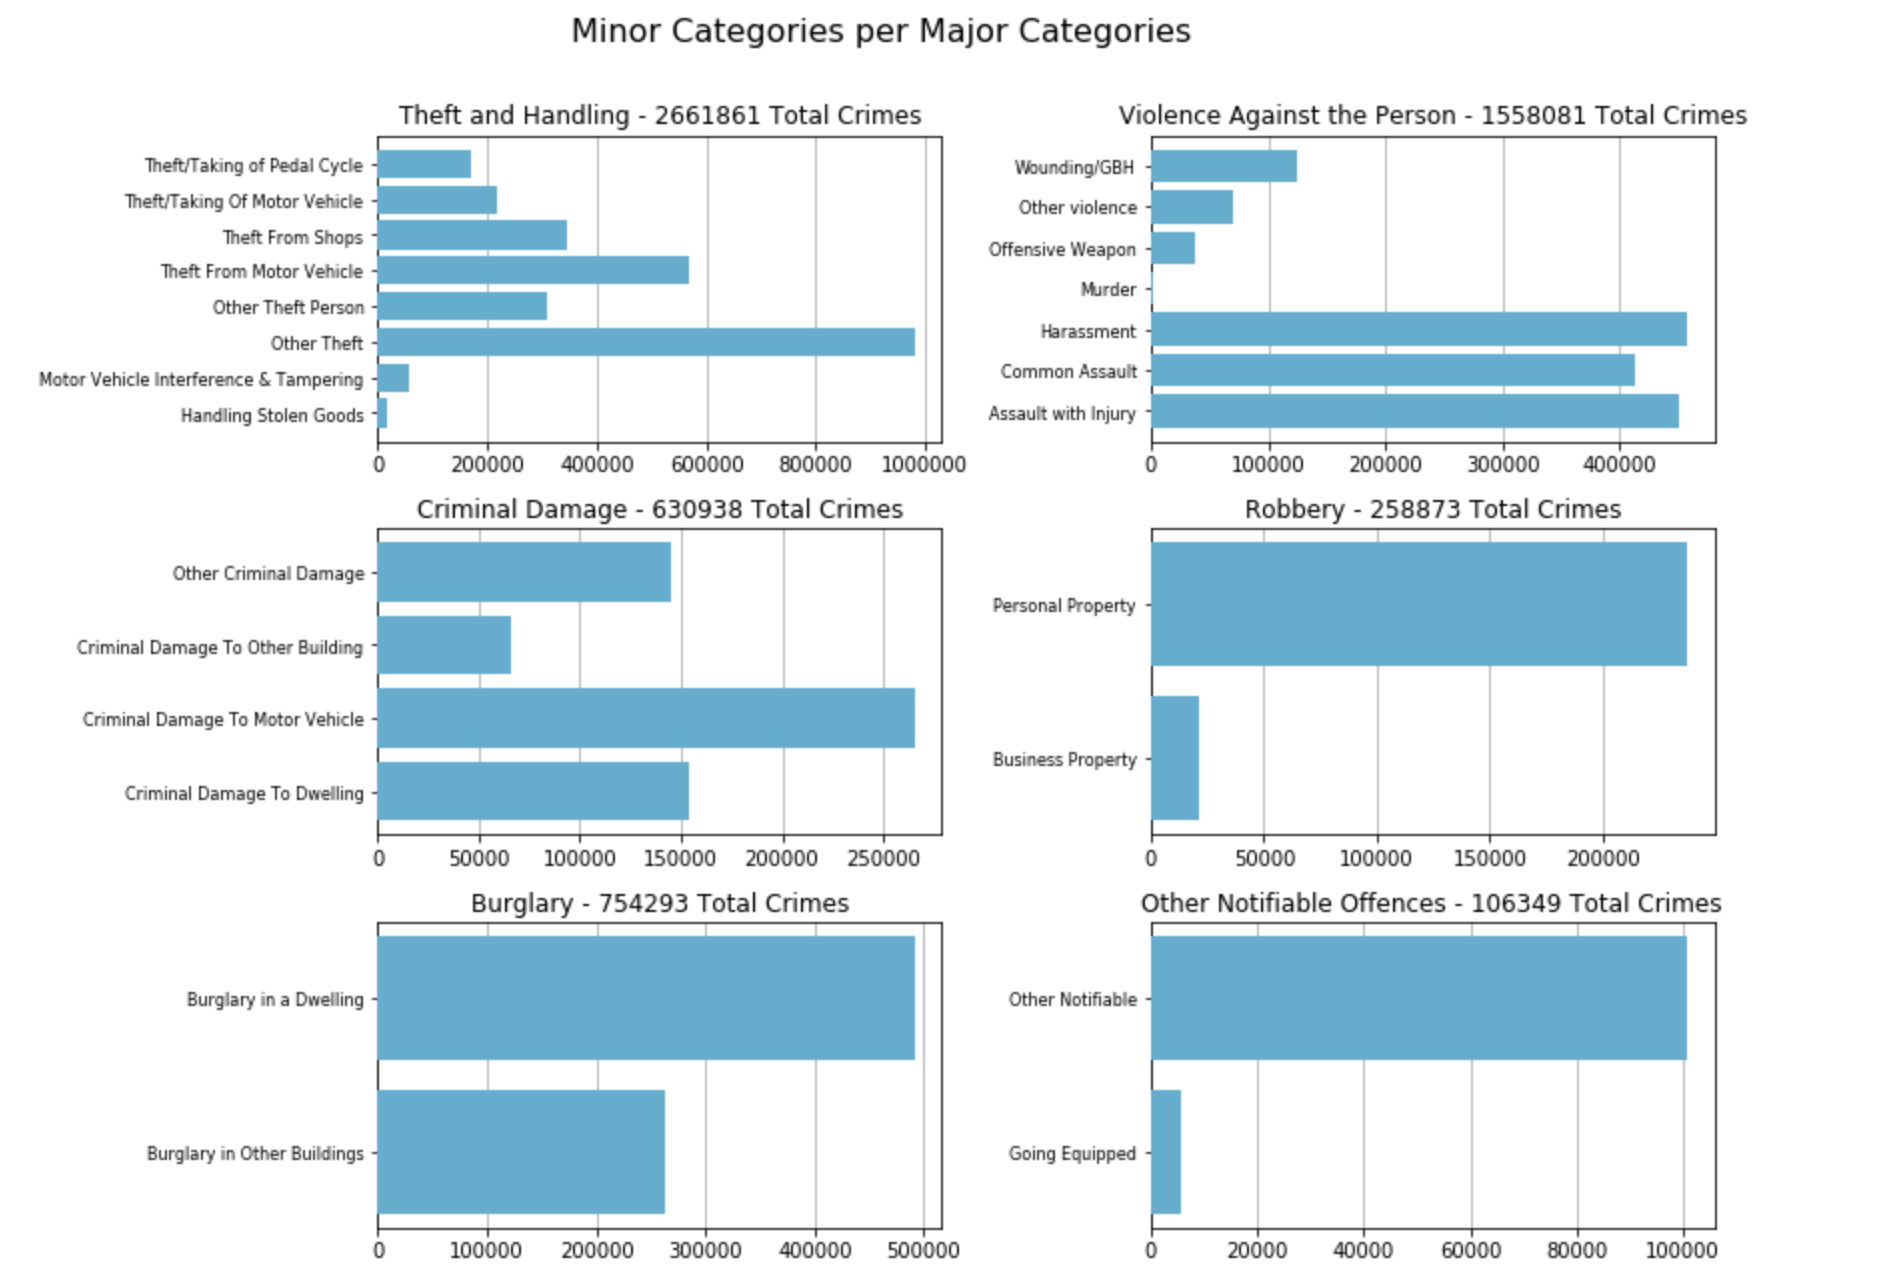 Minor Categories per Major Categories
Theft and Handling - 2661861 Total Crimes
Theft/Taking of Pedal Cycle
Theft/Taking Of Motor Vehicle
Theft From Shops
Theft From Motor Vehicle
Other Theft Person
Other Theft
Motor Vehicle Interference & Tampering
Handling Stolen Goods
0 200000 400000 600000 800000 1000000
Violence Against the Person - 1558081 Total Crimes
Wounding/GBH
Other violence
Offensive Weapon
Murder
Harassment
Common Assault
Assault with Injury
0 100000 200000 300000 400000
Criminal Damage - 630938 Total Crimes
Other Criminal Damage
Criminal Damage To Other Building
Criminal Damage To Motor Vehicle
Criminal Damage To Dwelling
0 50000 100000 150000 200000 250000
Robbery - 258873 Total Crimes
Personal Property
Business Property
0 50000 100000 150000 200000
Burglary - 754293 Total Crimes
Burglary in a Dwelling
Burglary in Other Buildings
0 100000 200000 300000 400000 500000
Other Notifiable Offences - 106349 Total Crimes
Other Notifiable
Going Equipped
0 20000 40000 60000 80000 100000